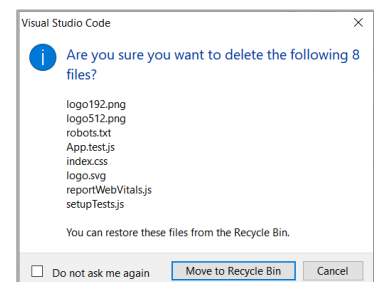 Visual Studio Code
Are you sure you want to delete the following 8
files?
logo192.png
logo512.png
robots.txt
App.test.js
index.css
logo.svg
reportWebVitals.js
setupTests.js
You can restore these files from the Recycle Bin.
Do not ask me again Move to Recycle Bin Cancel